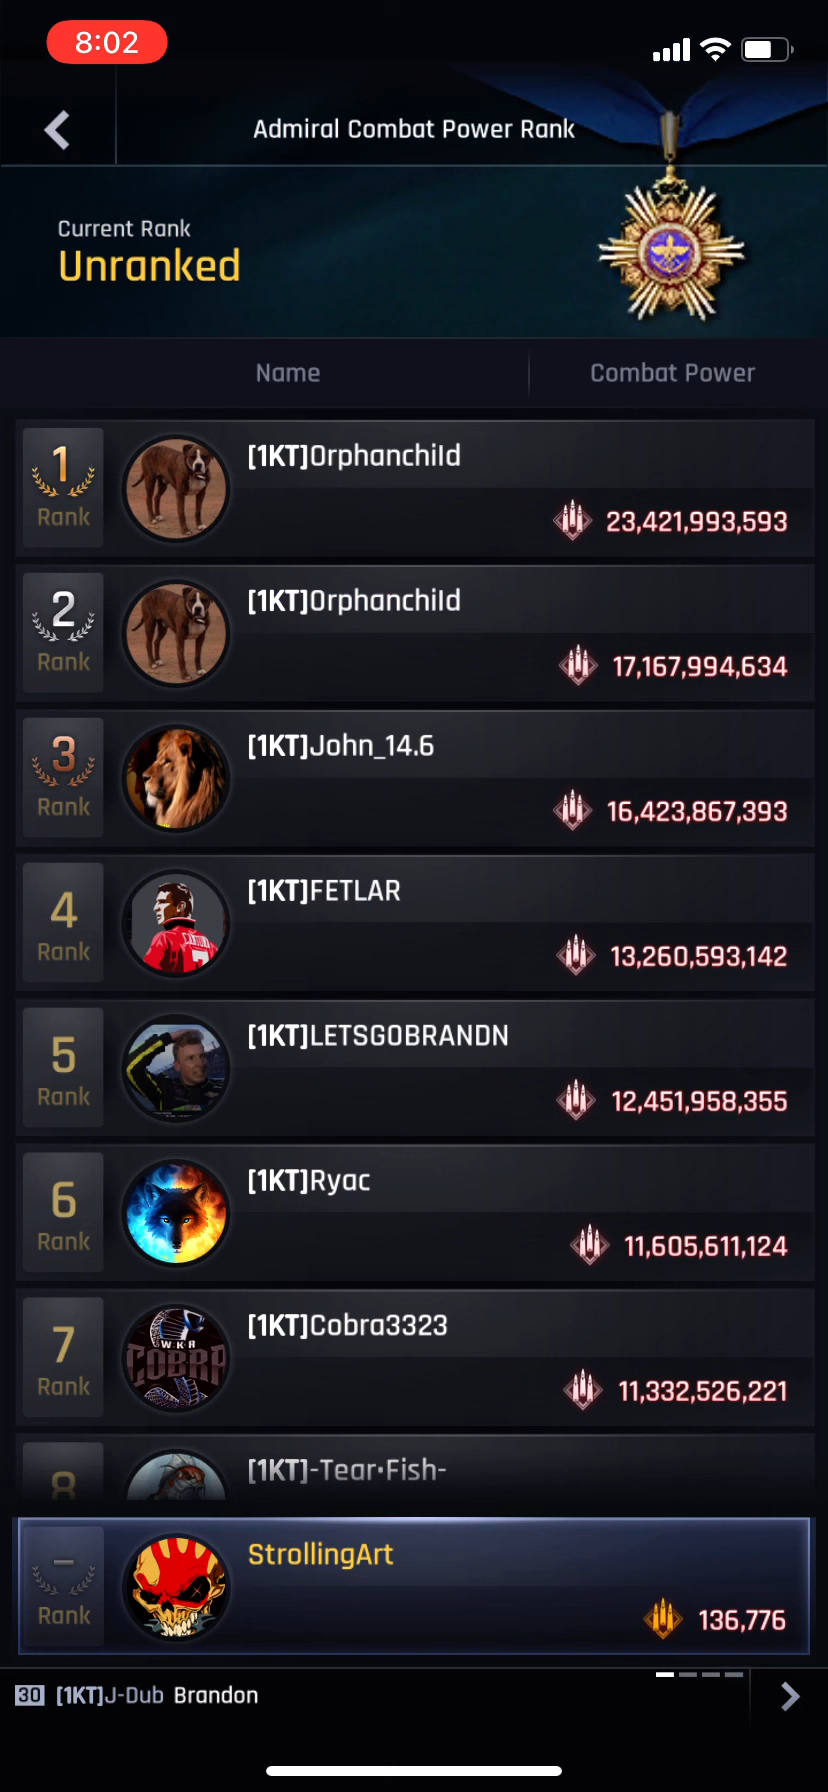 8:02
Admiral Combat Power Rank
Current Rank
Unranked
Name Combat Power
1 Rank
[1KT]Orphanchild
23,421,993,593
2 Rank
[1KT]Orphanchild
17,167,994,634
3 Rank
[1KT]John_14.6
16,423,867,393
4 Rank
[1KT]FETLAR
13,260,593,142
5 Rank
[1KT]LETSGOBRANDN
12,451,958,355
6 Rank
[1KT]Ryac
11,605,611,124
7 Rank
[1KT]Cobra3323
WKR
COBRA
11,332,526,221
8
[1KT]-Tear•Fish-
– Rank
StrollingArt
136,776
30 [1KT]J-Dub Brandon